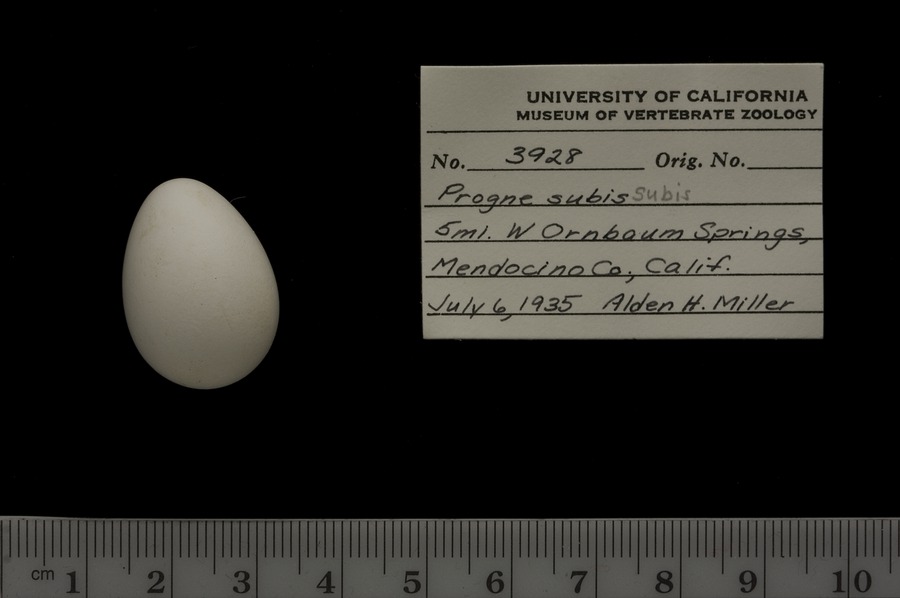 UNIVERSITY OF CALIFORNIA
MUSEUM OF VERTEBRATE ZOOLOGY
No. 3928 Orig. No.
Progne subis subis
5mi. W Ornbaum Springs,
Mendocino Co., Calif.
July 6, 1935 Alden H. Miller
cm 1 2 3 4 5 6 7 8 9 10